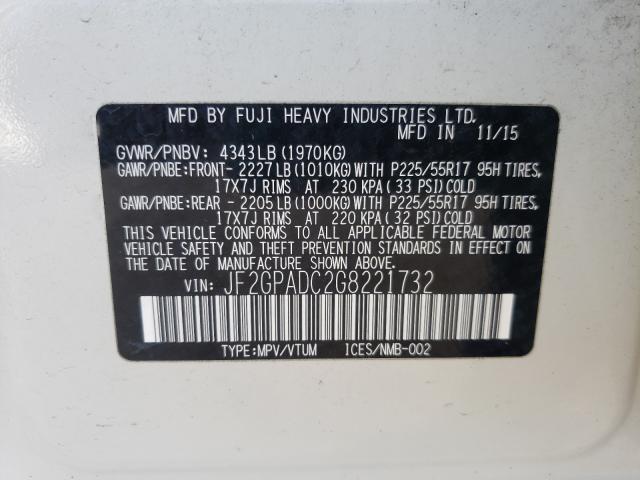 MFD BY FUJI HEAVY INDUSTRIES LTD.
MFD IN 11/15
GVWR/PNBV: 4343LB (1970KG)
GAWR/PNBE:FRONT- 2227 LB (1010KG) WITH P225/55R17 95H TIRES,
17X7J RIMS AT 230 KPA (33 PSI) COLD
GAWR/PNBE:REAR - 2205 LB (1000KG) WITH P225/55R17 95H TIRES,
17X7J RIMS AT 220 KPA (32 PSI) COLD
THIS VEHICLE CONFORMS TO ALL APPLICABLE FEDERAL MOTOR
VEHICLE SAFETY AND THEFT PREVENTION STANDARDS IN EFFECT
ON THE DATE OF MANUFACTURE SHOWN ABOVE.
VIN: JF2GPADC2G8221732
TYPE:MPV/VTUM ICES/NMB-002